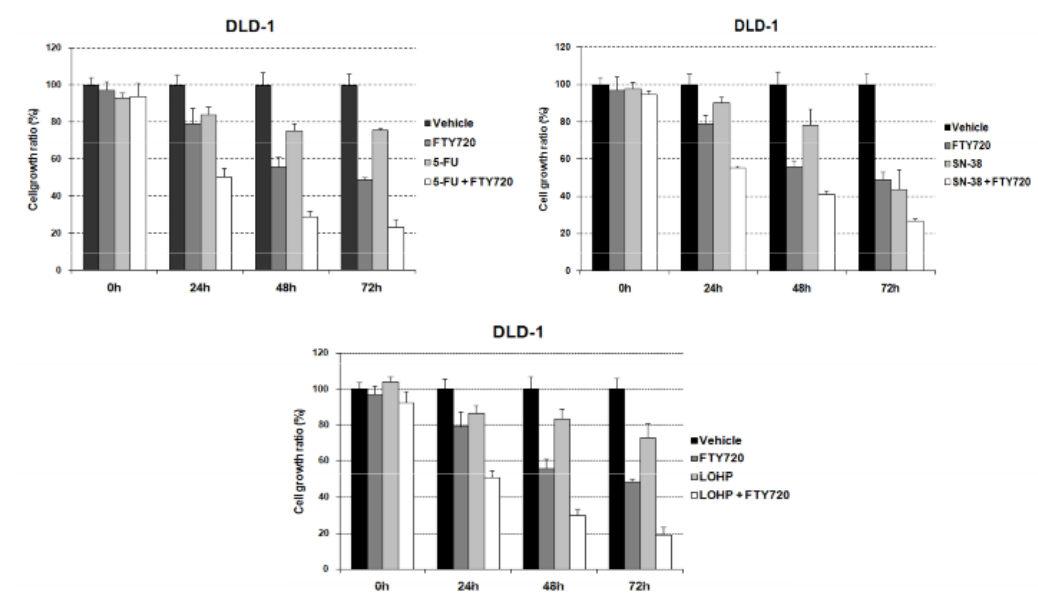 DLD-1
Cell growth ratio (%)
120
100
80
60
40
20
0
0h 24h 48h 72h
Vehicle
FTY720
5-FU
5-FU + FTY720
DLD-1
Cell growth ratio (%)
120
100
80
60
40
20
0
0h 24h 48h 72h
Vehicle
FTY720
SN-38
SN-38 + FTY720
DLD-1
Cell growth ratio (%)
120
100
80
60
40
20
0
0h 24h 48h 72h
Vehicle
FTY720
LOHP
LOHP + FTY720